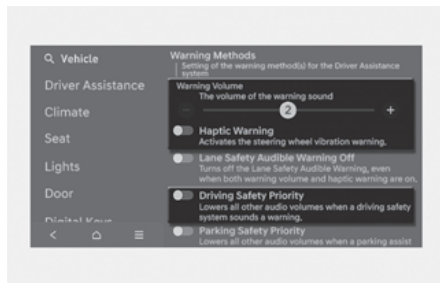 Vehicle
Driver Assistance
Climate
Seat
Lights
Door
Digital Keys
Warning Methods
Setting of the warning method(s) for the Driver Assistance
system
Warning Volume
The volume of the warning sound
2
+
Haptic Warning
Activates the steering wheel vibration warning.
Lane Safety Audible Warning Off
Turns off the Lane Safety Audible Warning, even
when both warning volume and haptic warning are on.
Driving Safety Priority
Lowers all other audio volumes when a driving safety
system sounds a warning.
Parking Safety Priority
Lowers all other audio volumes when a parking assist